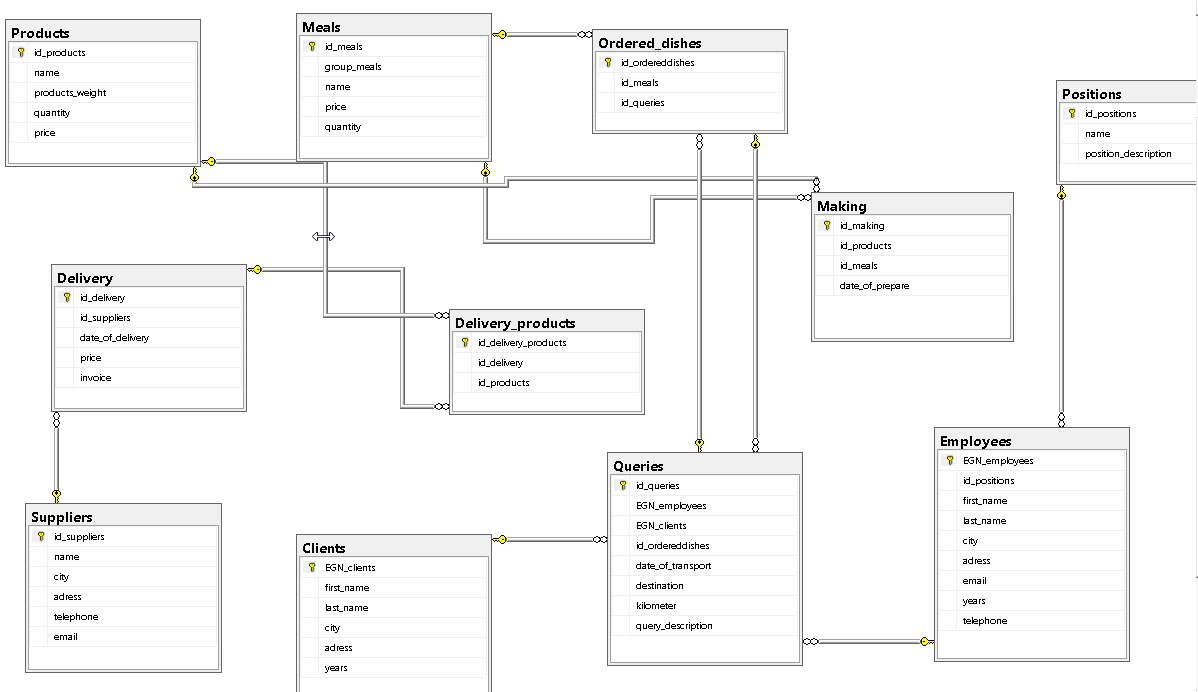 Products
id_products
name
products_weight
quantity
price
Meals
id_meals
group_meals
name
price
quantity
Ordered_dishes
id_ordereddishes
id_meals
id_queries
Positions
id_positions
name
position_description
Making
id_making
id_products
id_meals
date_of_prepare
Delivery
id_delivery
id_suppliers
date_of_delivery
price
invoice
Delivery_products
id_delivery_products
id_delivery
id_products
Suppliers
id_suppliers
name
city
adress
telephone
email
Clients
EGN_clients
first_name
last_name
city
adress
years
Queries
id_queries
EGN_employees
EGN_clients
id_ordereddishes
date_of_transport
destination
kilometer
query_description
Employees
EGN_employees
id_positions
first_name
last_name
city
adress
email
years
telephone